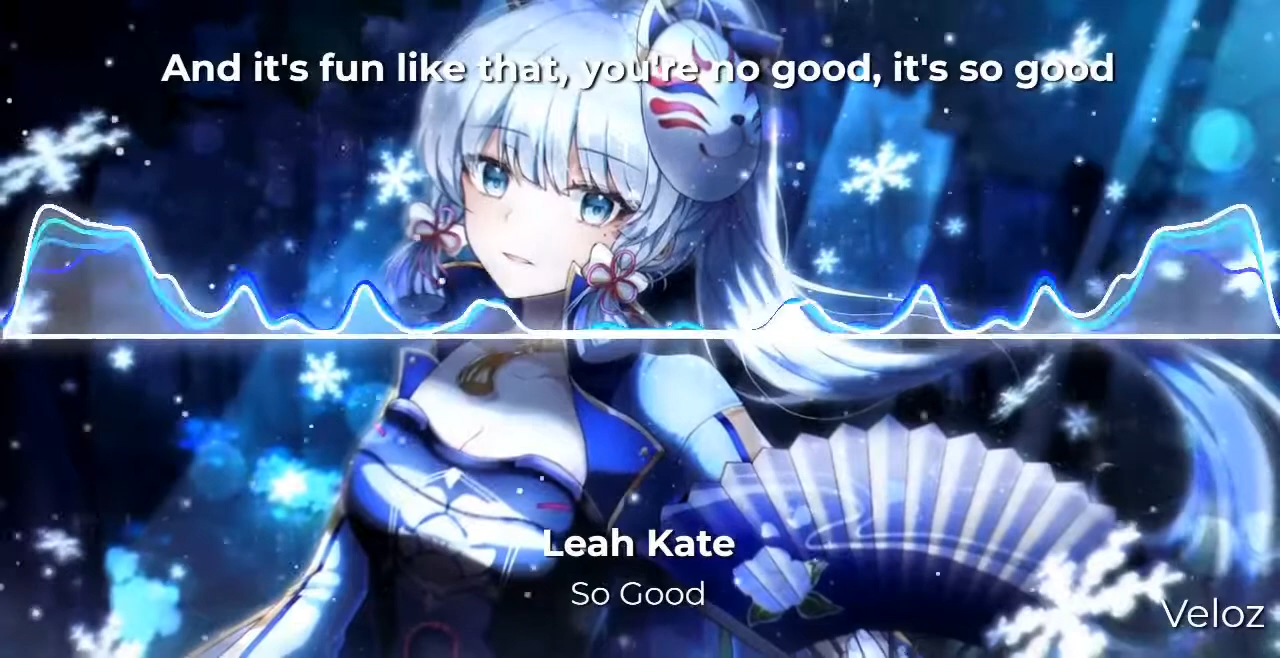 And it's fun like that, you're no good, it's so good
Leah Kate
So Good
Veloz